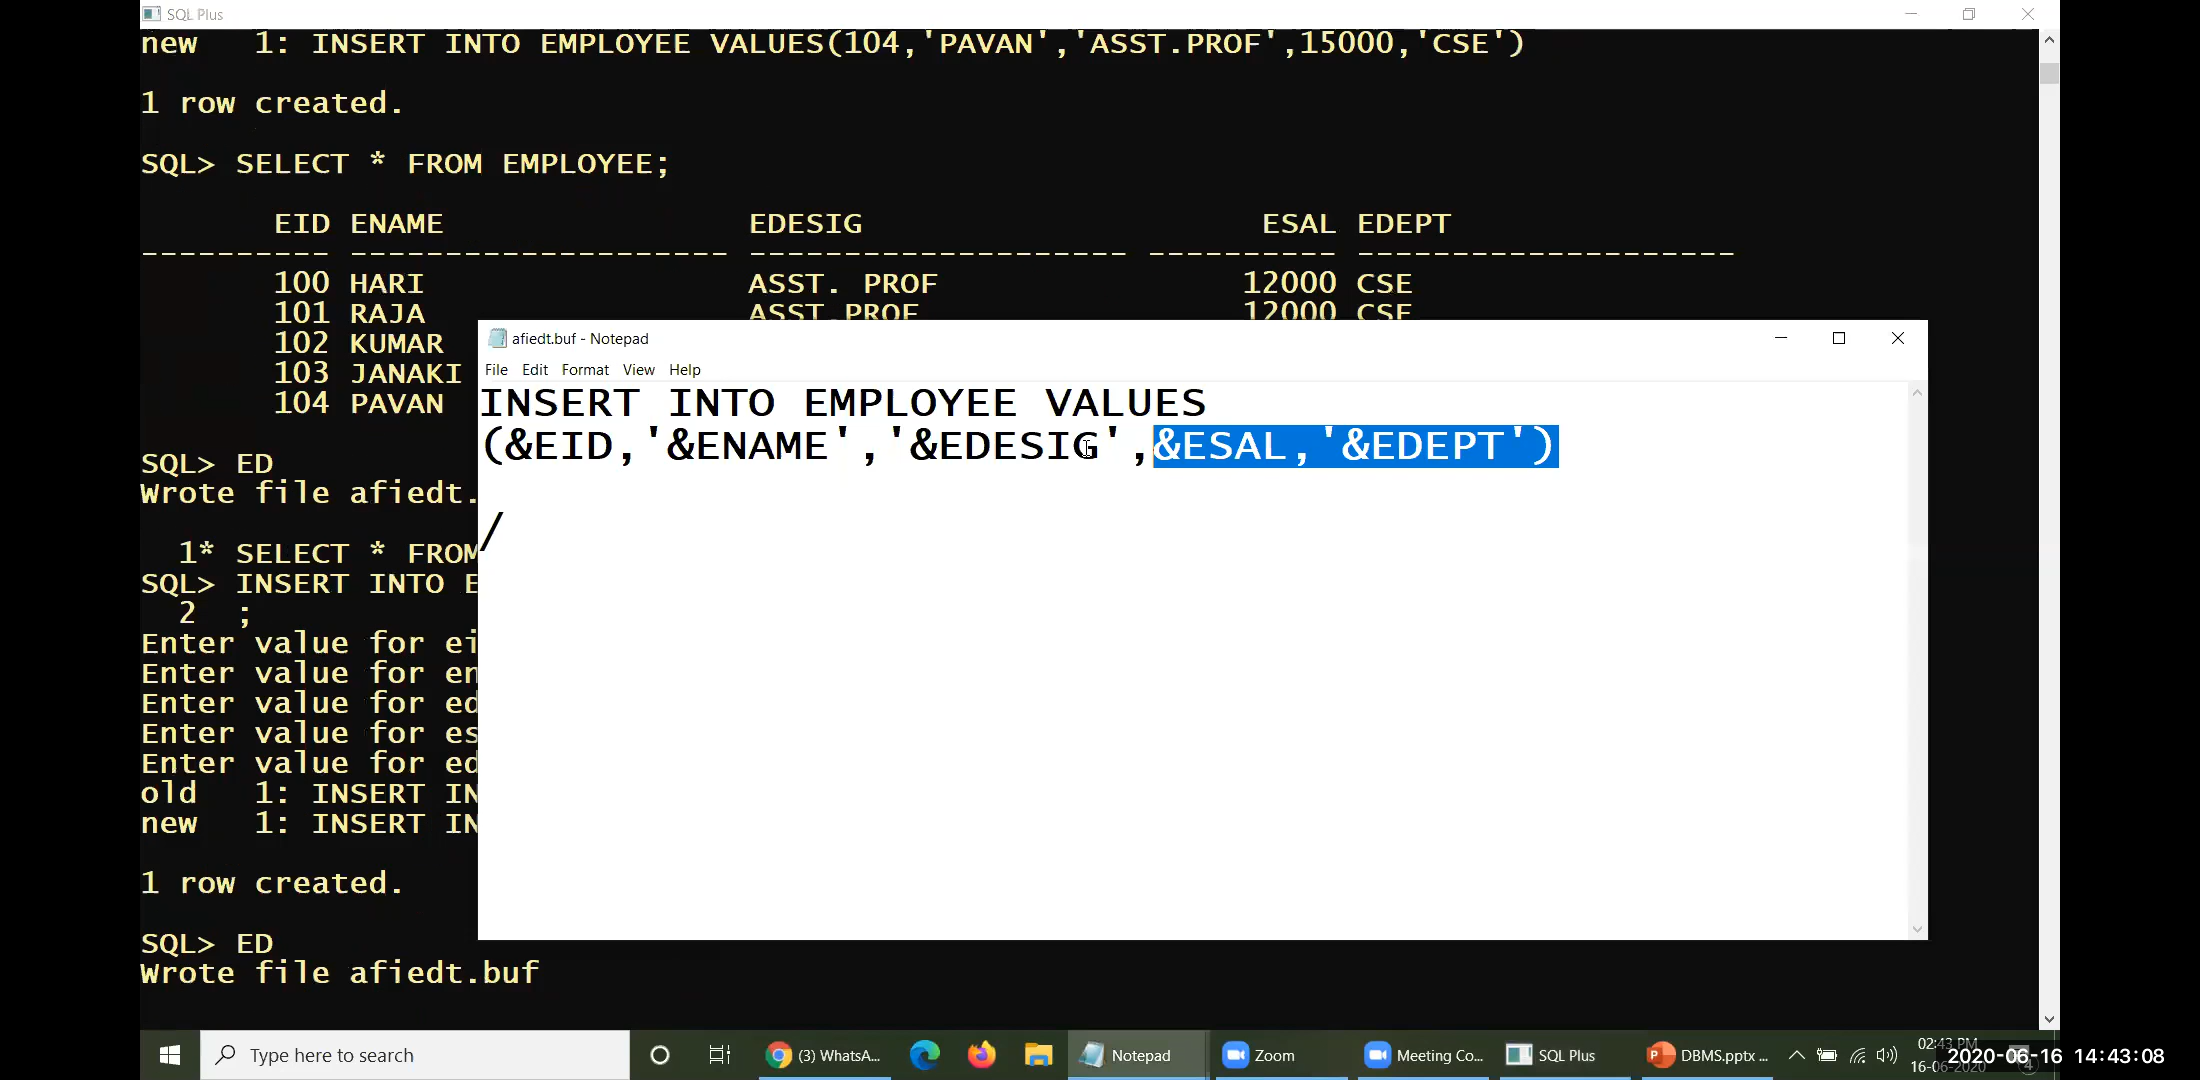 SQL Plus
new   1: INSERT INTO EMPLOYEE VALUES(104,'PAVAN','ASST.PROF',15000,'CSE')
1 row created.
SQL> SELECT * FROM EMPLOYEE;
EID ENAME EDESIG ESAL EDEPT
---------- -------------------- -------------------- ---------- --------------------
100 HARI ASST. PROF 12000 CSE
101 RAJA ASST.PROF 12000 CSE
102 KUMAR
103 JANAKI
104 PAVAN
SQL> ED
Wrote file afiedt.
1* SELECT * FROM
SQL> INSERT INTO E
2  ;
Enter value for ei
Enter value for en
Enter value for ed
Enter value for es
Enter value for ed
old   1: INSERT IN
new   1: INSERT IN
1 row created.
SQL> ED
Wrote file afiedt.buf
afiedt.buf - Notepad
File Edit Format View Help
INSERT INTO EMPLOYEE VALUES
(&EID,'&ENAME','&EDESIG',&ESAL,'&EDEPT')
/
Type here to search
(3) WhatsA...
Notepad
Zoom
Meeting Co...
SQL Plus
DBMS.pptx ...
02:43 PM
16-06-2020
2020-06-16 14:43:08
4